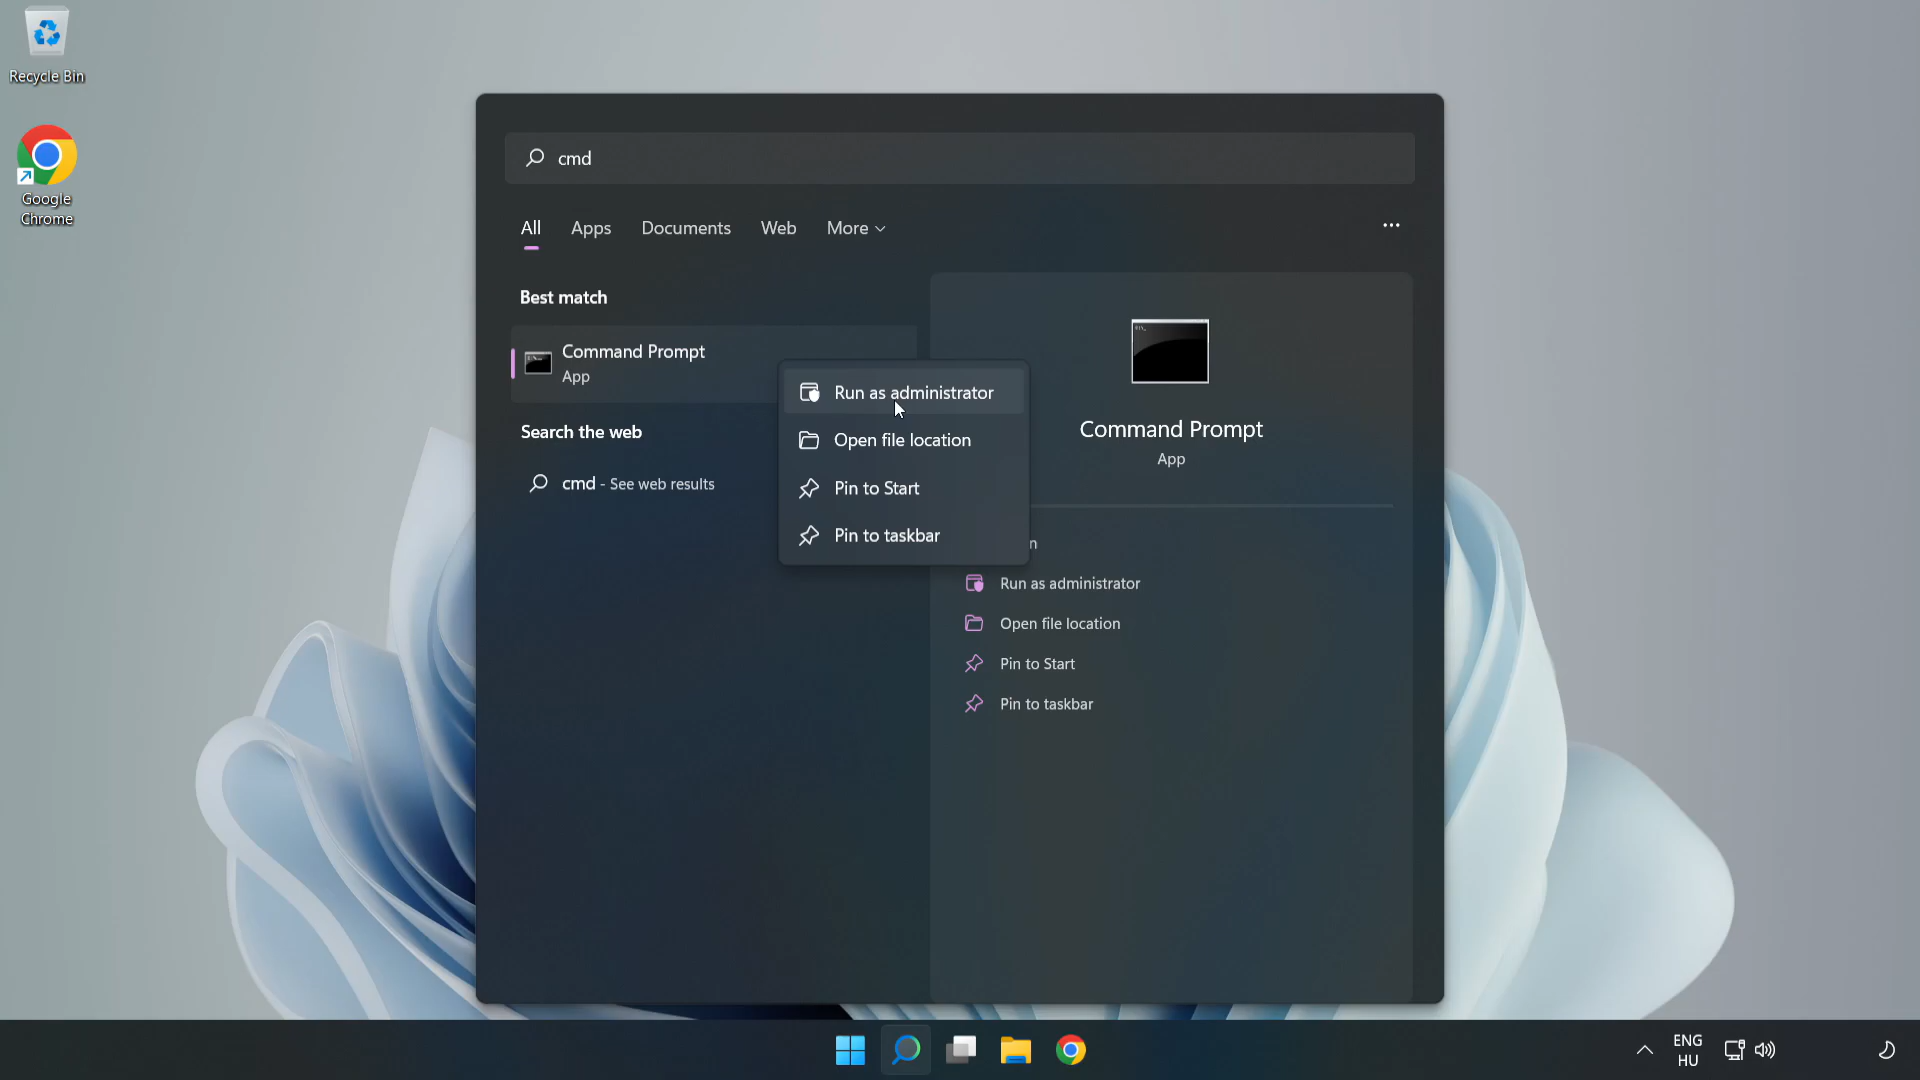 Recycle Bin
Google
Chrome
cmd
All
Apps
Documents
Web
More
Best match
Command Prompt
App
Search the web
cmd - See web results
Run as administrator
Open file location
Pin to Start
Pin to taskbar
Command Prompt
App
Run as administrator
Open file location
Pin to Start
Pin to taskbar
ENG
HU